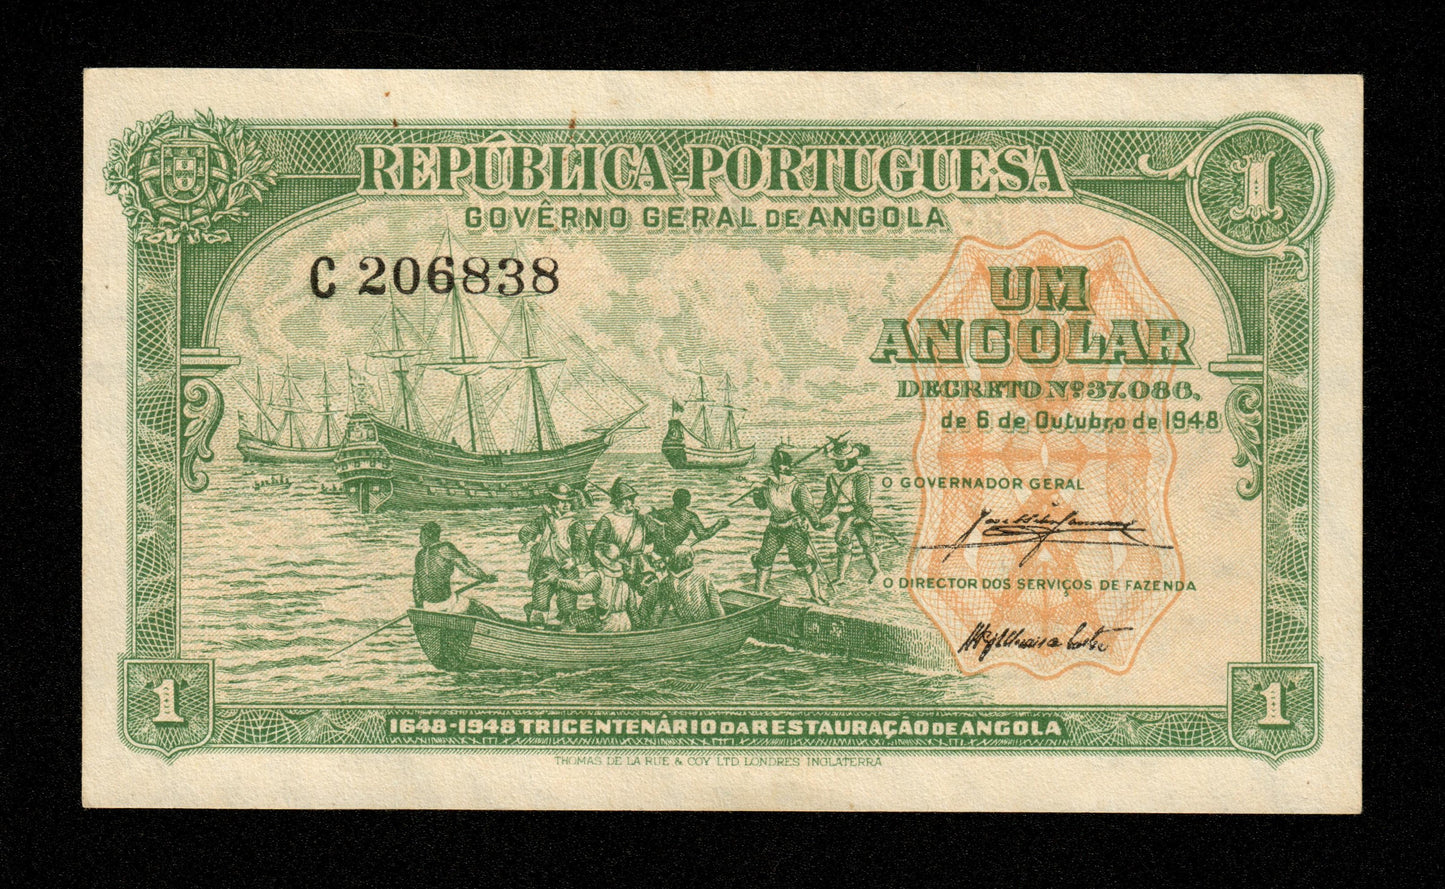 REPÚBLICA PORTUGUESA
1
GOVÊRNO GERAL DE ANGOLA
C 206838
UM
ANGOLAR
DECRETO Nº 37.086,
de 6 de Outubro de 1948
O GOVERNADOR GERAL
O DIRECTOR DOS SERVIÇOS DE FAZENDA
1
1
1648-1948 TRICENTENÂRIO DA RESTAURAÇÃO DE ANGOLA
THOMAS DE LA RUE & COY LTD LONDRES INGLATERRA